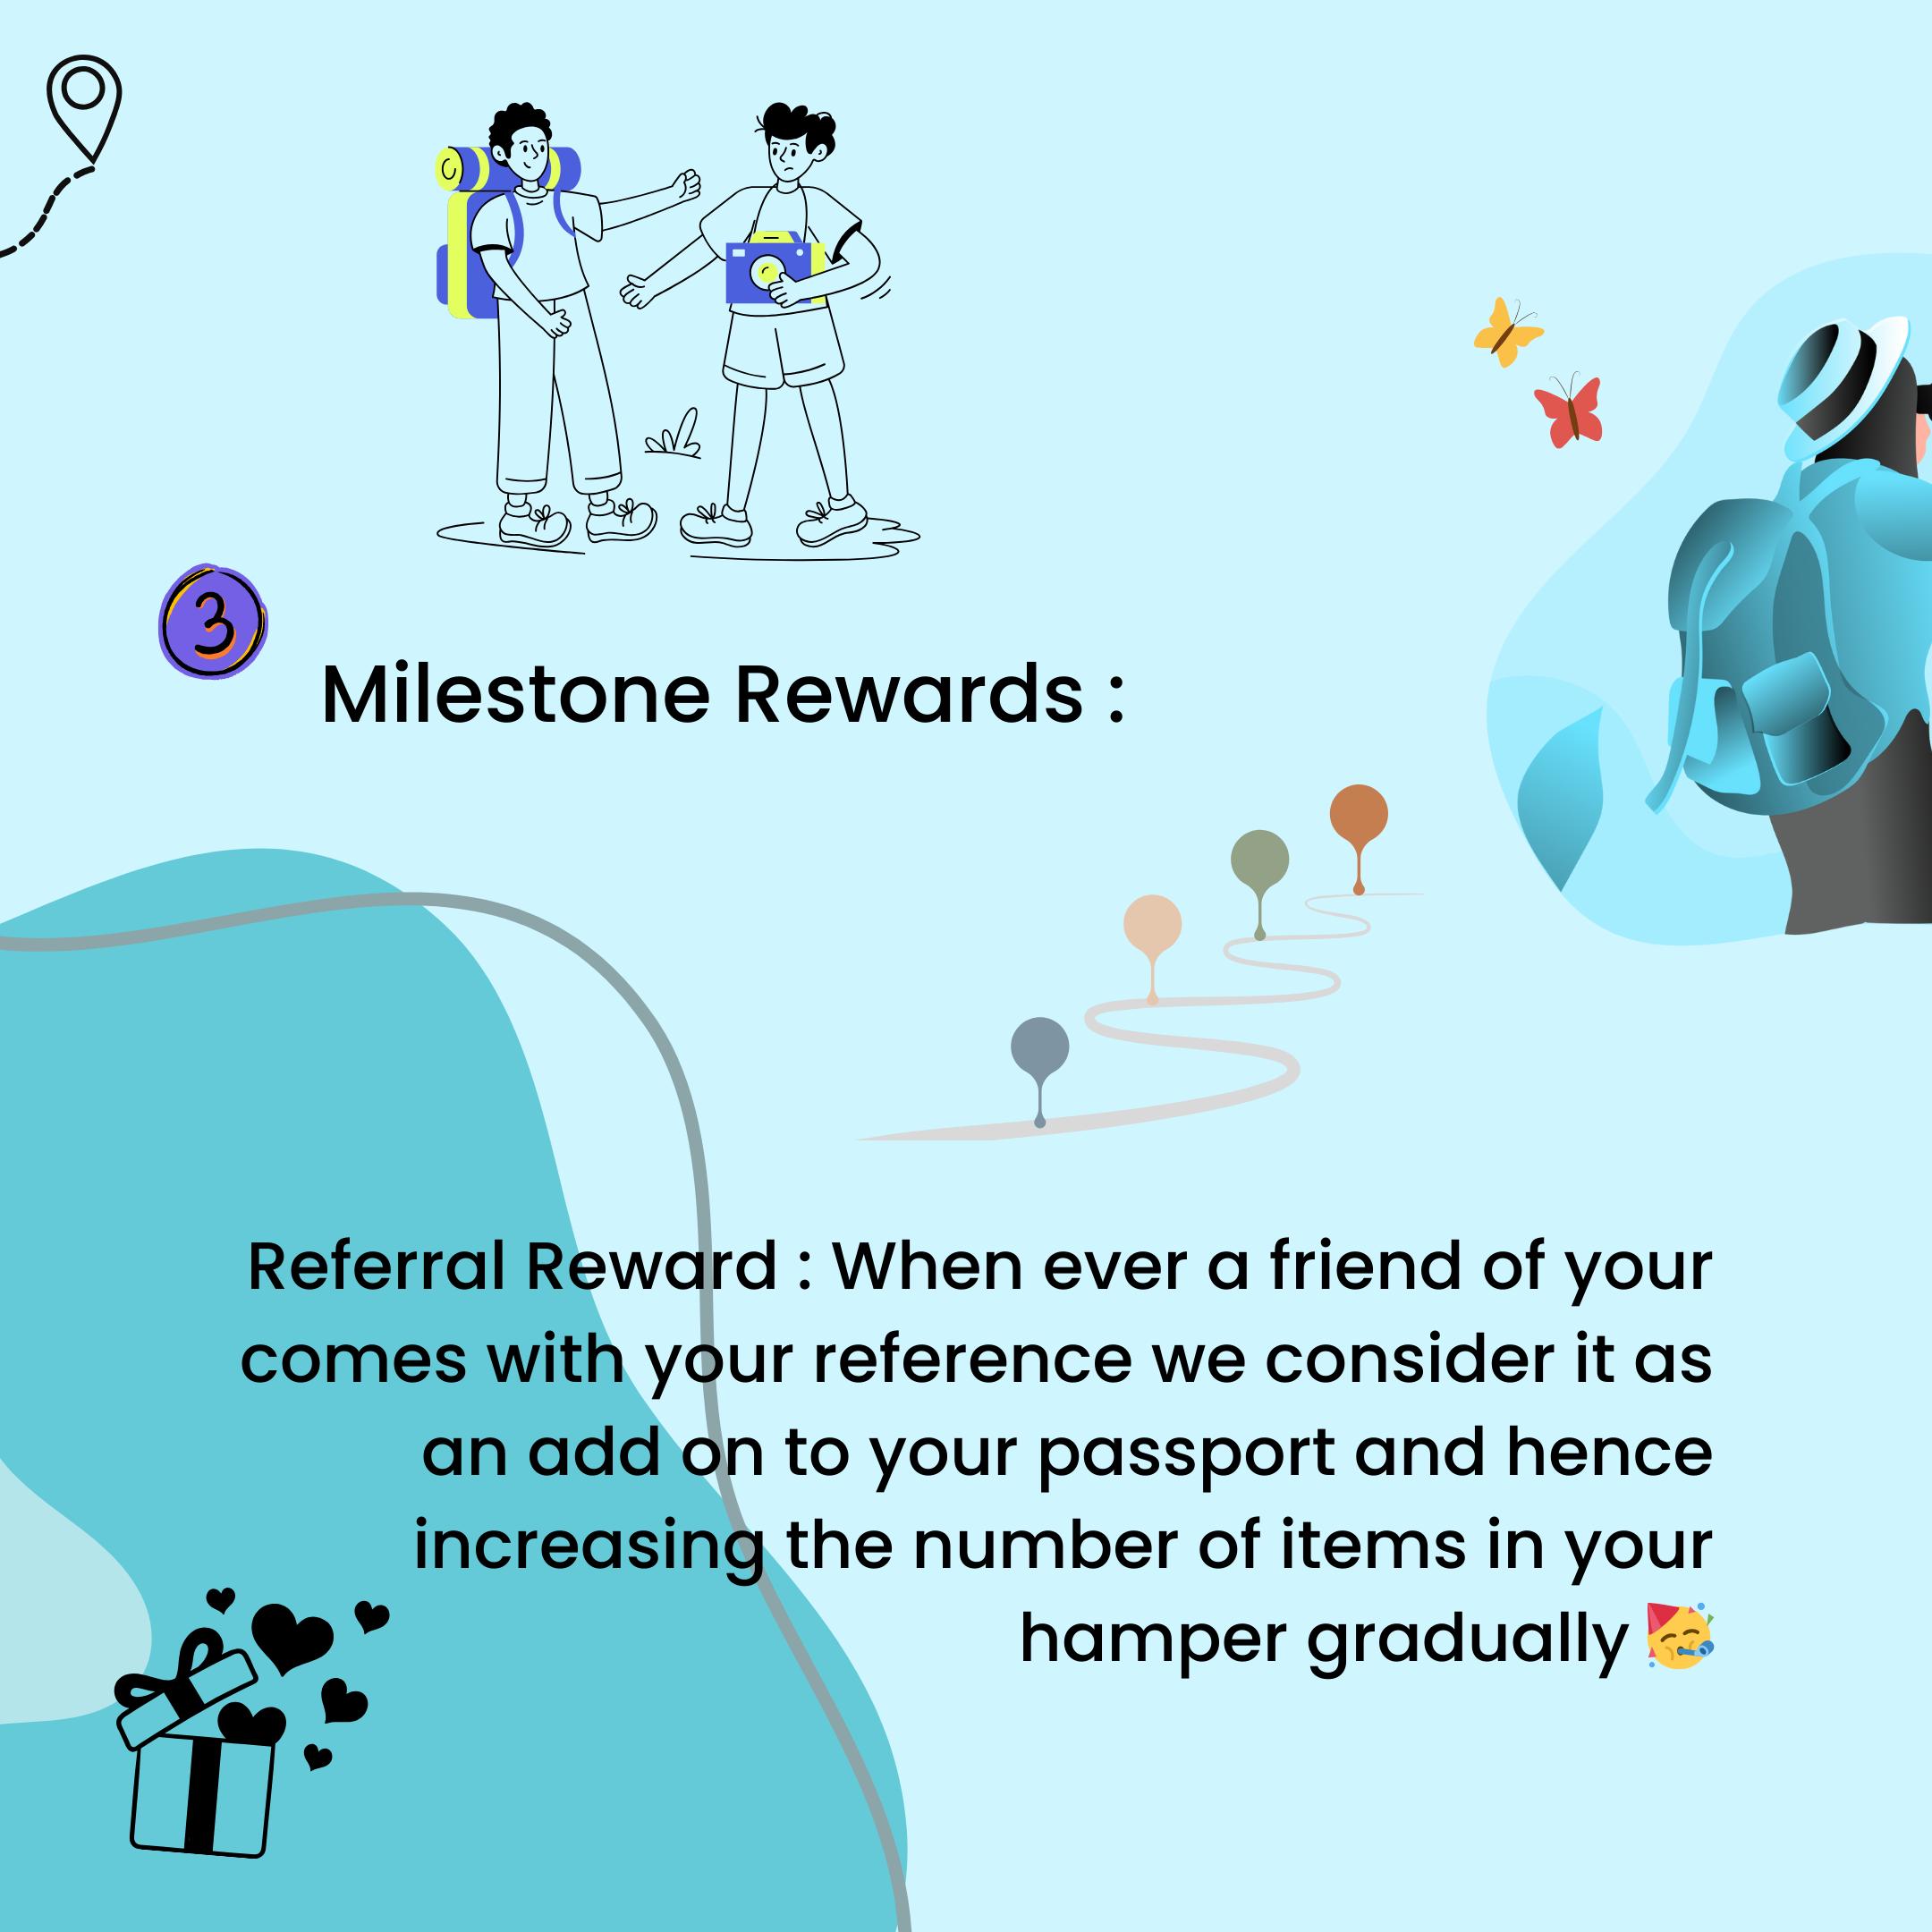 3
Milestone Rewards :
Referral Reward : When ever a friend of your
comes with your reference we consider it as
an add on to your passport and hence
increasing the number of items in your
hamper gradually 🥳